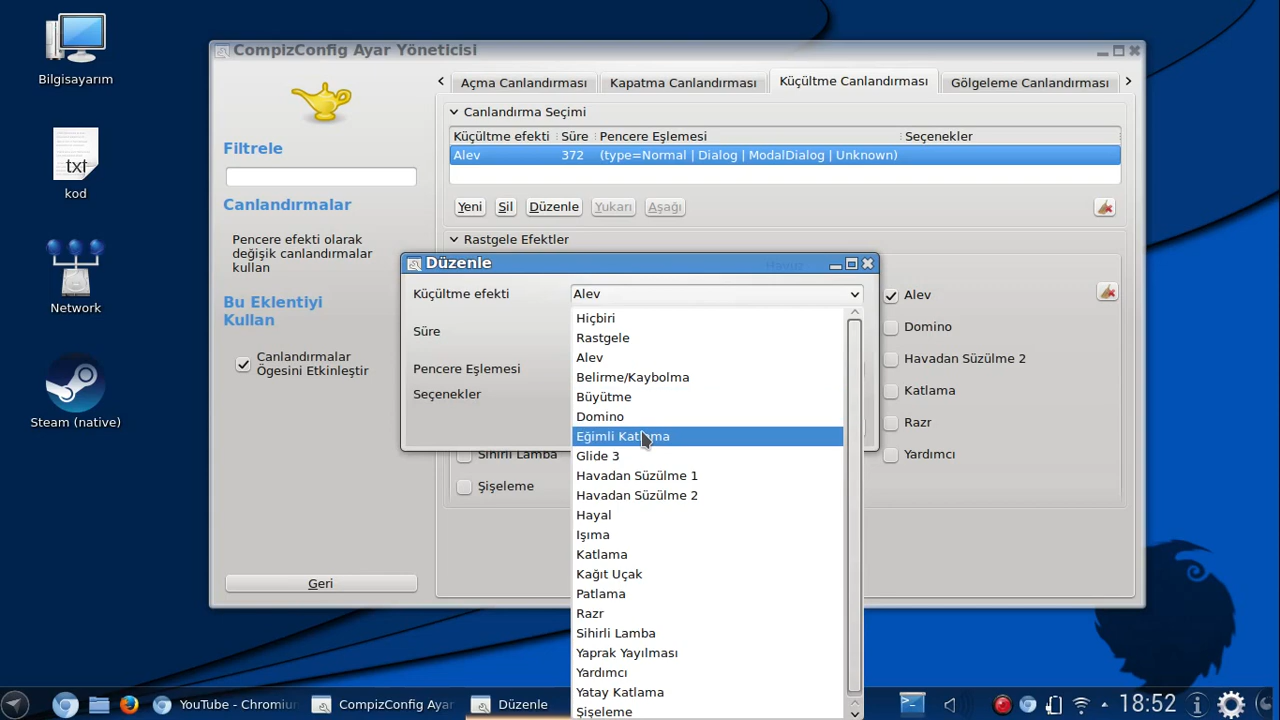 Bilgisayarım
txt
kod
Network
Steam (native)
CompizConfig Ayar Yöneticisi
Filtrele
Canlandırmalar
Pencere efekti olarak
değişik canlandırmalar
kullan
Bu Eklentiyi
Kullan
Canlandırmalar
Ögesini Etkinleştir
Geri
Açma Canlandırması
Kapatma Canlandırması
Küçültme Canlandırması
Gölgeleme Canlandırması
Canlandırma Seçimi
Küçültme efekti Süre Pencere Eşlemesi Seçenekler
Alev 372 (type=Normal | Dialog | ModalDialog | Unknown)
Yeni Sil Düzenle Yukarı Aşağı
Rastgele Efektler
Havuz
Düzenle
Küçültme efekti Alev
Süre
Pencere Eşlemesi
Seçenekler
Hiçbiri
Rastgele
Alev
Belirme/Kaybolma
Büyütme
Domino
Eğimli Katlama
Glide 3
Havadan Süzülme 1
Havadan Süzülme 2
Hayal
Işıma
Katlama
Kağıt Uçak
Patlama
Razr
Sihirli Lamba
Yaprak Yayılması
Yardımcı
Yatay Katlama
Şişeleme
Alev
Domino
Havadan Süzülme 2
Katlama
Razr
Yardımcı
Sihirli Lamba
Şişeleme
YouTube - Chromiu
CompizConfig Ayar
Düzenle
18:52